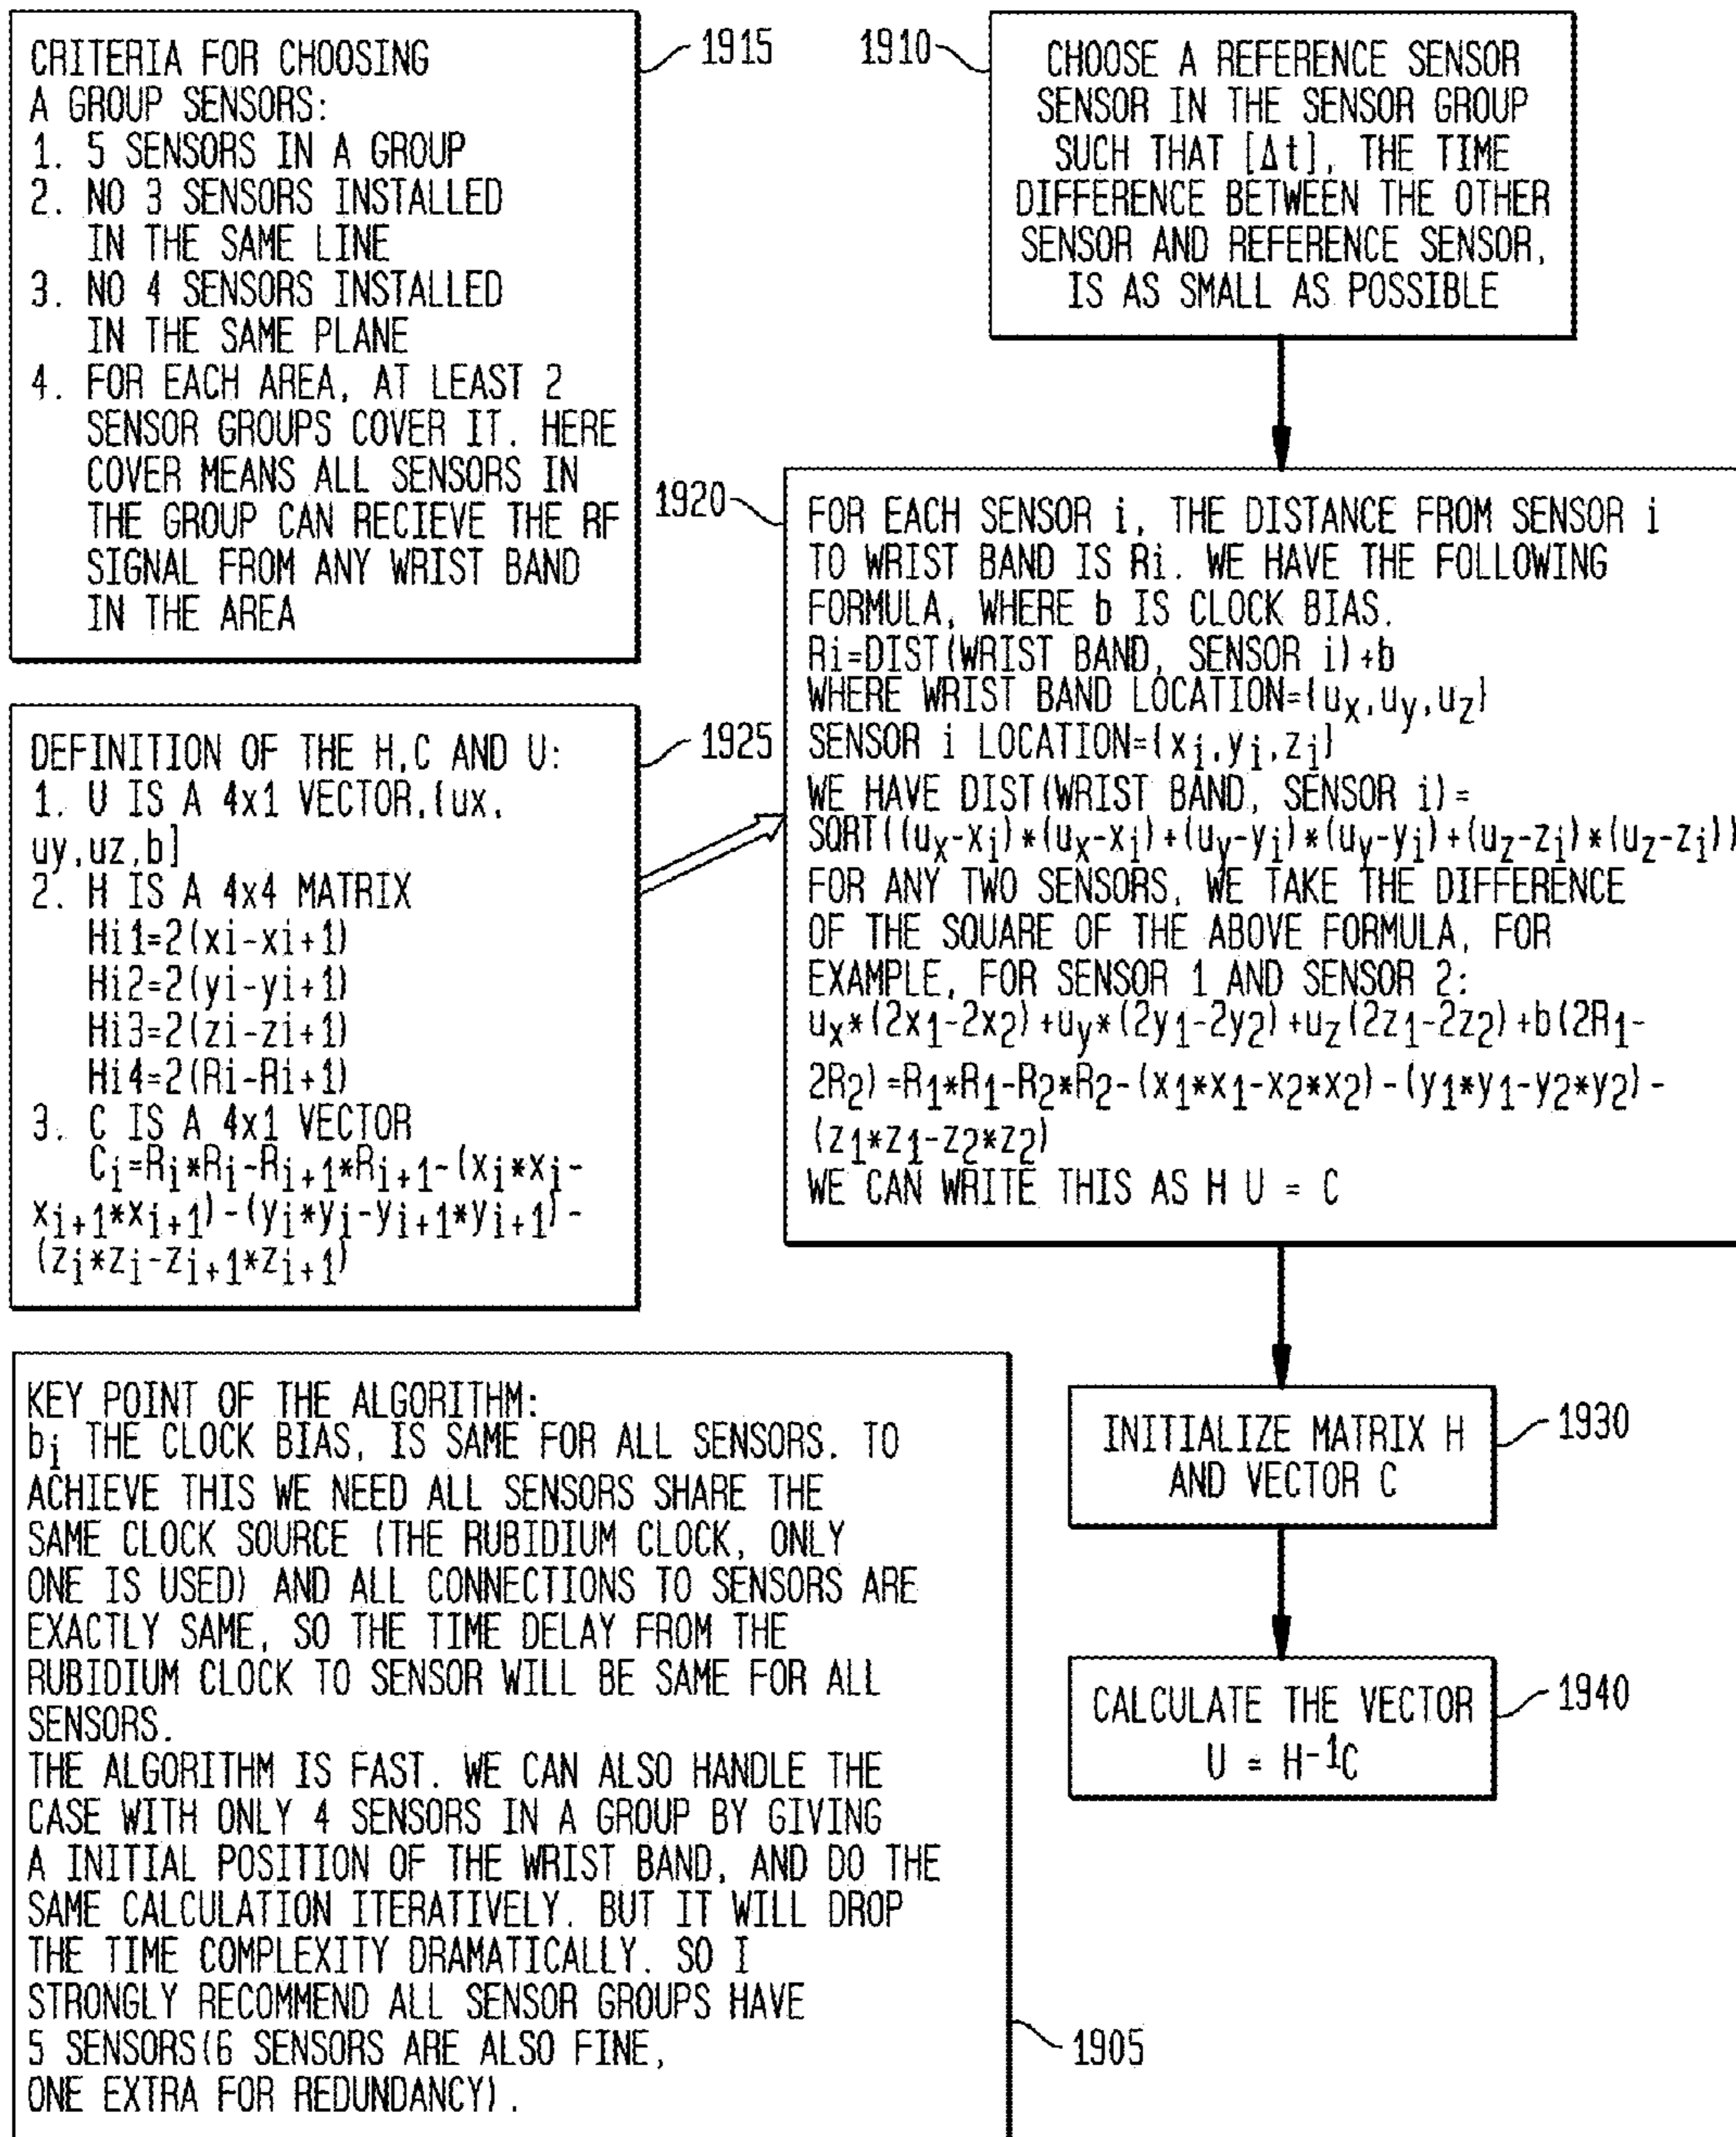 CRITERIA FOR CHOOSING
A GROUP SENSORS:
1. 5 SENSORS IN A GROUP
2. NO 3 SENSORS INSTALLED
IN THE SAME LINE
3. NO 4 SENSORS INSTALLED
IN THE SAME PLANE
4. FOR EACH AREA, AT LEAST 2
SENSOR GROUPS COVER IT. HERE
COVER MEANS ALL SENSORS IN
THE GROUP CAN RECIEVE THE RF
SIGNAL FROM ANY WRIST BAND
IN THE AREA
1915
1910
CHOOSE A REFERENCE SENSOR
SENSOR IN THE SENSOR GROUP
SUCH THAT [Δt], THE TIME
DIFFERENCE BETWEEN THE OTHER
SENSOR AND REFERENCE SENSOR,
IS AS SMALL AS POSSIBLE
1920
FOR EACH SENSOR i, THE DISTANCE FROM SENSOR i
TO WRIST BAND IS Ri. WE HAVE THE FOLLOWING
FORMULA, WHERE b IS CLOCK BIAS.
Ri=DIST(WRIST BAND, SENSOR i)+b
WHERE WRIST BAND LOCATION={ux,uy,uz}
SENSOR i LOCATION={xi,yi,zi}
WE HAVE DIST(WRIST BAND, SENSOR i)=
SQRT((ux-xi)*(ux-xi)+(uy-yi)*(uy-yi)+(uz-zi)*(uz-zi))
FOR ANY TWO SENSORS, WE TAKE THE DIFFERENCE
OF THE SQUARE OF THE ABOVE FORMULA, FOR
EXAMPLE, FOR SENSOR 1 AND SENSOR 2:
ux*(2x1-2x2)+uy*(2y1-2y2)+uz(2z1-2z2)+b(2R1-
2R2)=R1*R1-R2*R2-(x1*x1-x2*x2)-(y1*y1-y2*y2)-
(z1*z1-z2*z2)
WE CAN WRITE THIS AS H U = C
DEFINITION OF THE H,C AND U:
1. U IS A 4x1 VECTOR,(ux,
uy,uz,b]
2. H IS A 4x4 MATRIX
Hi1=2(xi-xi+1)
Hi2=2(yi-yi+1)
Hi3=2(zi-zi+1)
Hi4=2(Ri-Ri+1)
3. C IS A 4x1 VECTOR
Ci=Ri*Ri-Ri+1*Ri+1-(xi*xi-
xi+1*xi+1)-(yi*yi-yi+1*yi+1)-
(zi*zi-zi+1*zi+1)
1925
KEY POINT OF THE ALGORITHM:
bi THE CLOCK BIAS, IS SAME FOR ALL SENSORS. TO
ACHIEVE THIS WE NEED ALL SENSORS SHARE THE
SAME CLOCK SOURCE (THE RUBIDIUM CLOCK, ONLY
ONE IS USED) AND ALL CONNECTIONS TO SENSORS ARE
EXACTLY SAME, SO THE TIME DELAY FROM THE
RUBIDIUM CLOCK TO SENSOR WILL BE SAME FOR ALL
SENSORS.
THE ALGORITHM IS FAST. WE CAN ALSO HANDLE THE
CASE WITH ONLY 4 SENSORS IN A GROUP BY GIVING
A INITIAL POSITION OF THE WRIST BAND, AND DO THE
SAME CALCULATION ITERATIVELY. BUT IT WILL DROP
THE TIME COMPLEXITY DRAMATICALLY. SO I
STRONGLY RECOMMEND ALL SENSOR GROUPS HAVE
5 SENSORS(6 SENSORS ARE ALSO FINE,
ONE EXTRA FOR REDUNDANCY).
1905
INITIALIZE MATRIX H
AND VECTOR C
1930
CALCULATE THE VECTOR
U = H-1C
1940